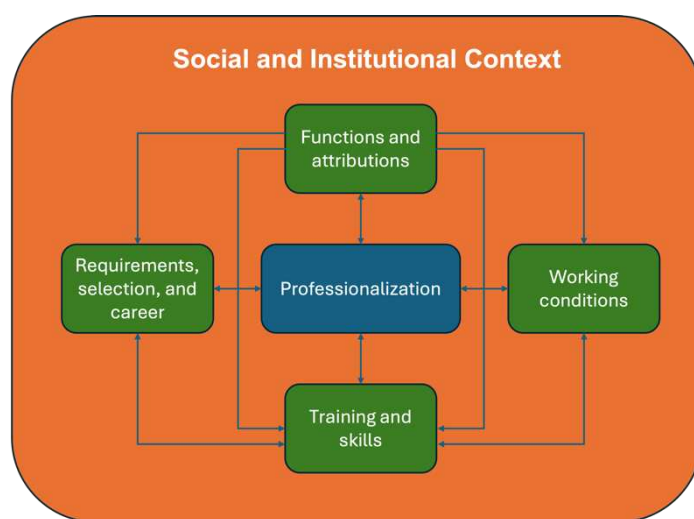 Social and Institutional Context
Functions and
attributions
Requirements,
selection, and
career
Professionalization
Working
conditions
Training and
skills